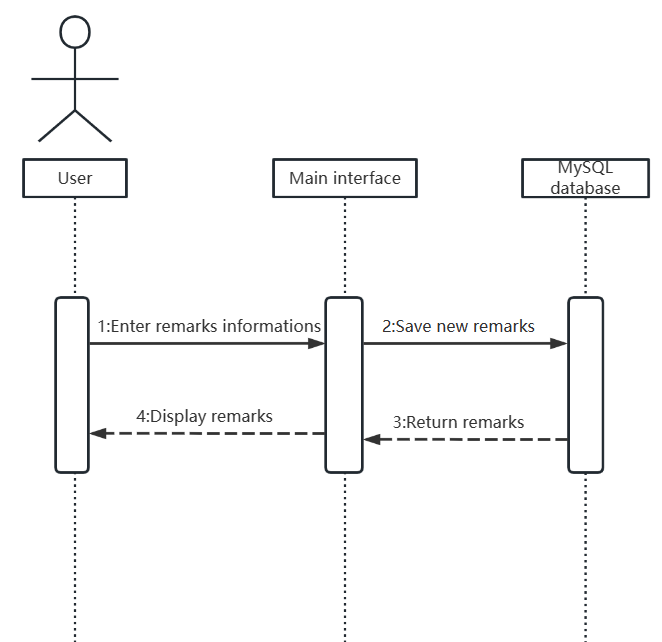 User
Main interface
MySQL
database
1:Enter remarks informations
2:Save new remarks
4:Display remarks
3:Return remarks